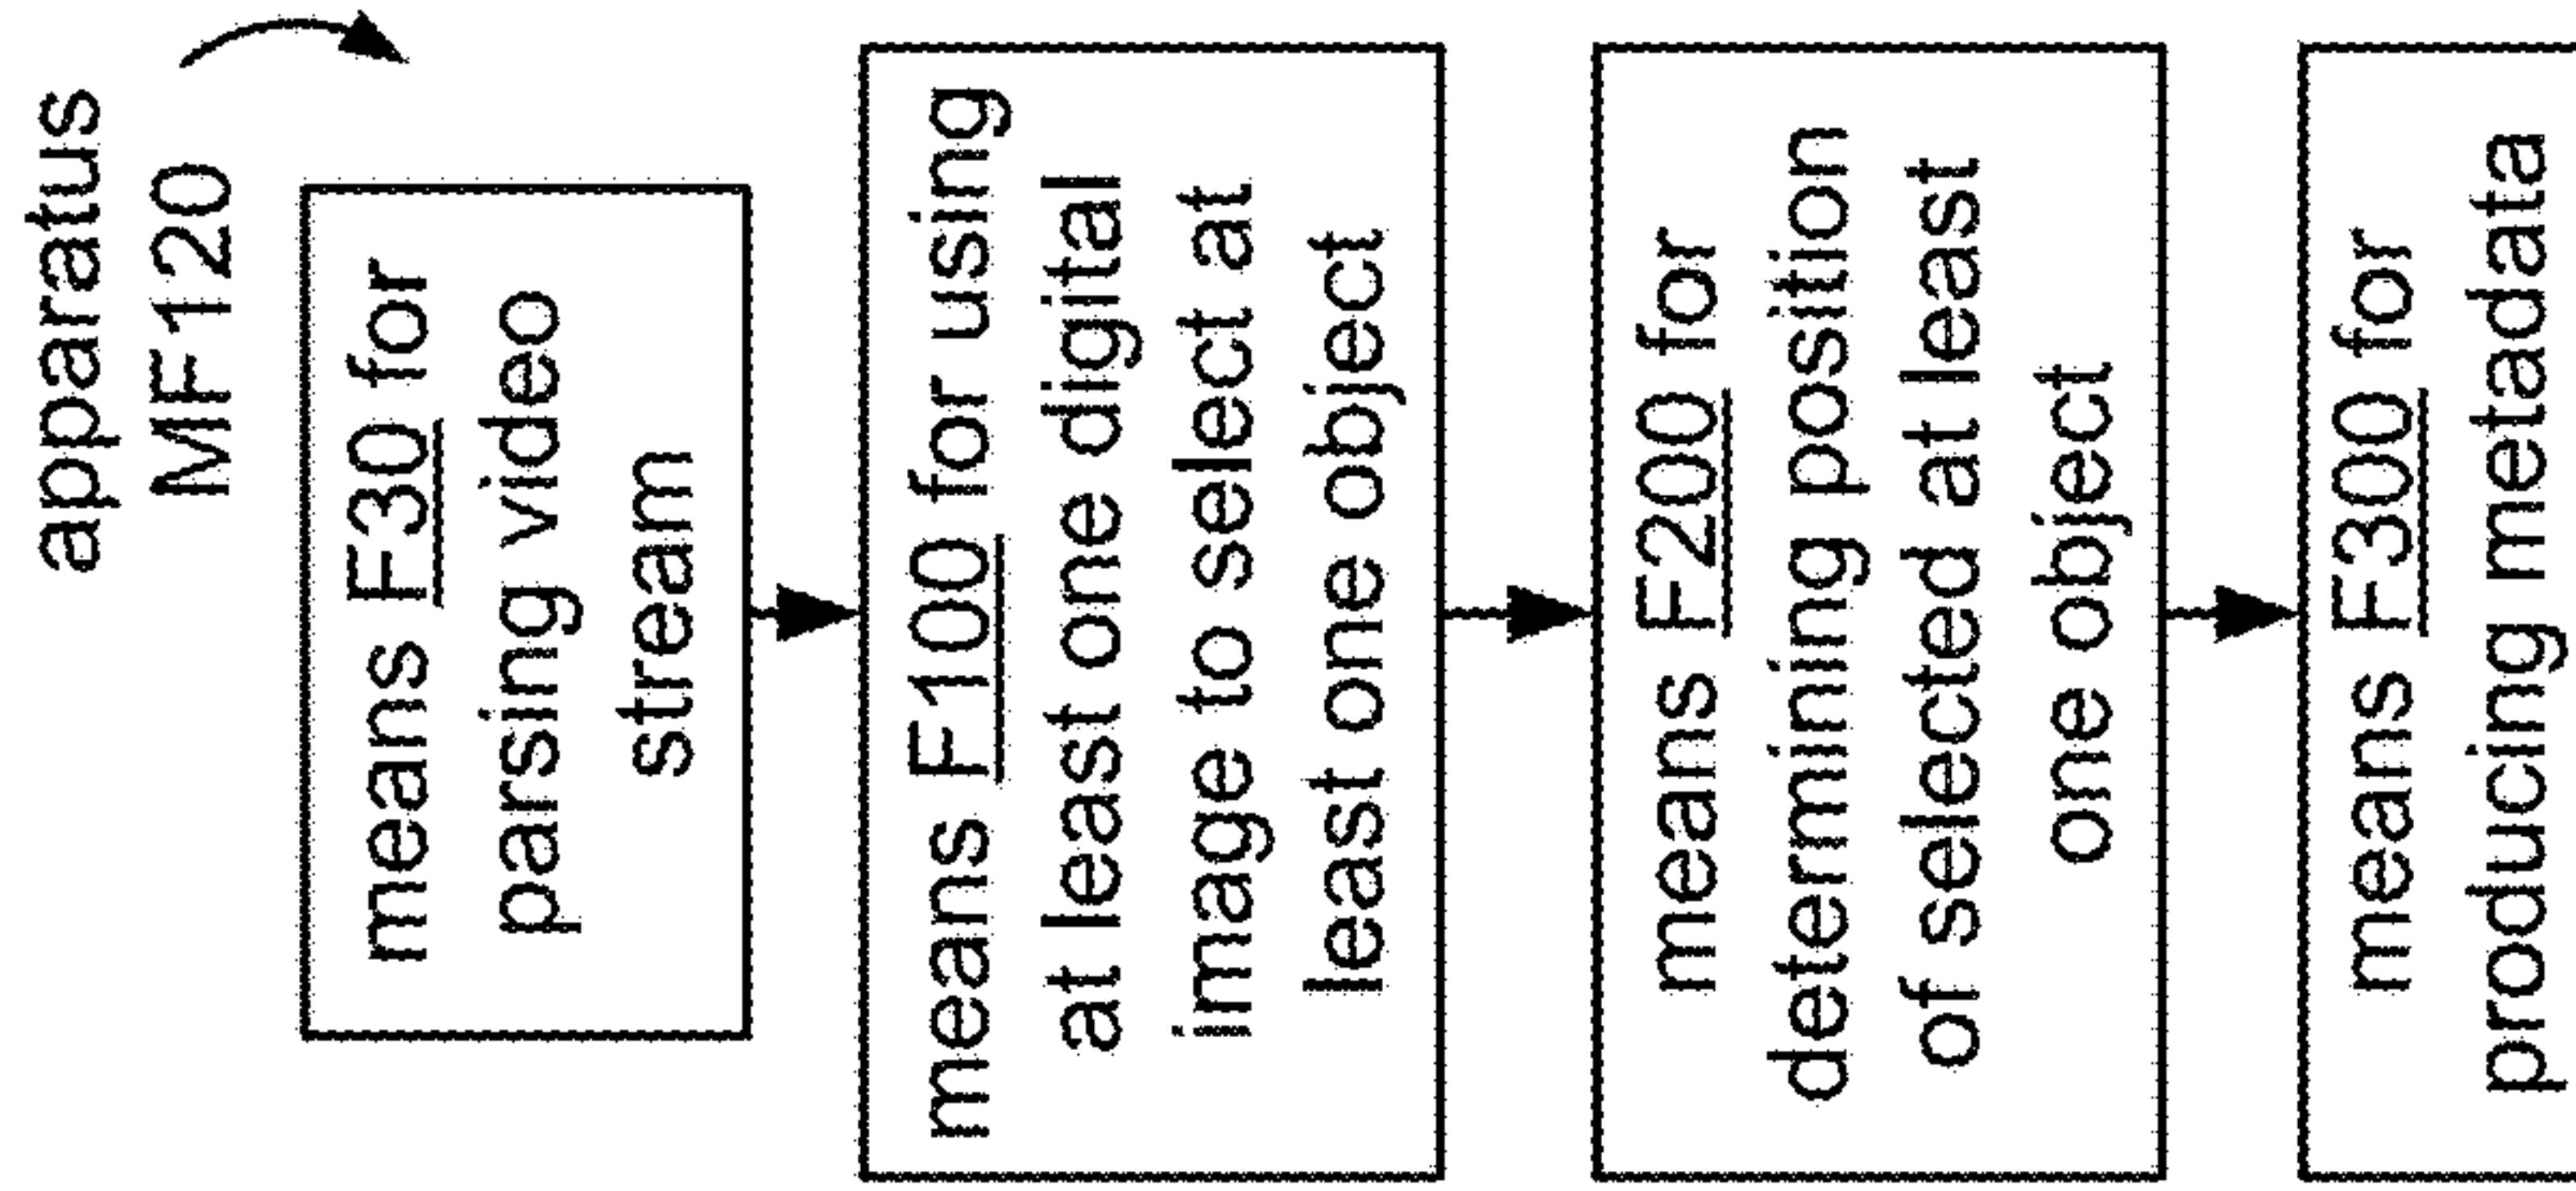 apparatus
MF120
means F30 for
parsing video
stream
means F100 for using
at least one digital
image to select at
least one object
means F200 for
determining position
of selected at least
one object
means F300 for
producing metadata